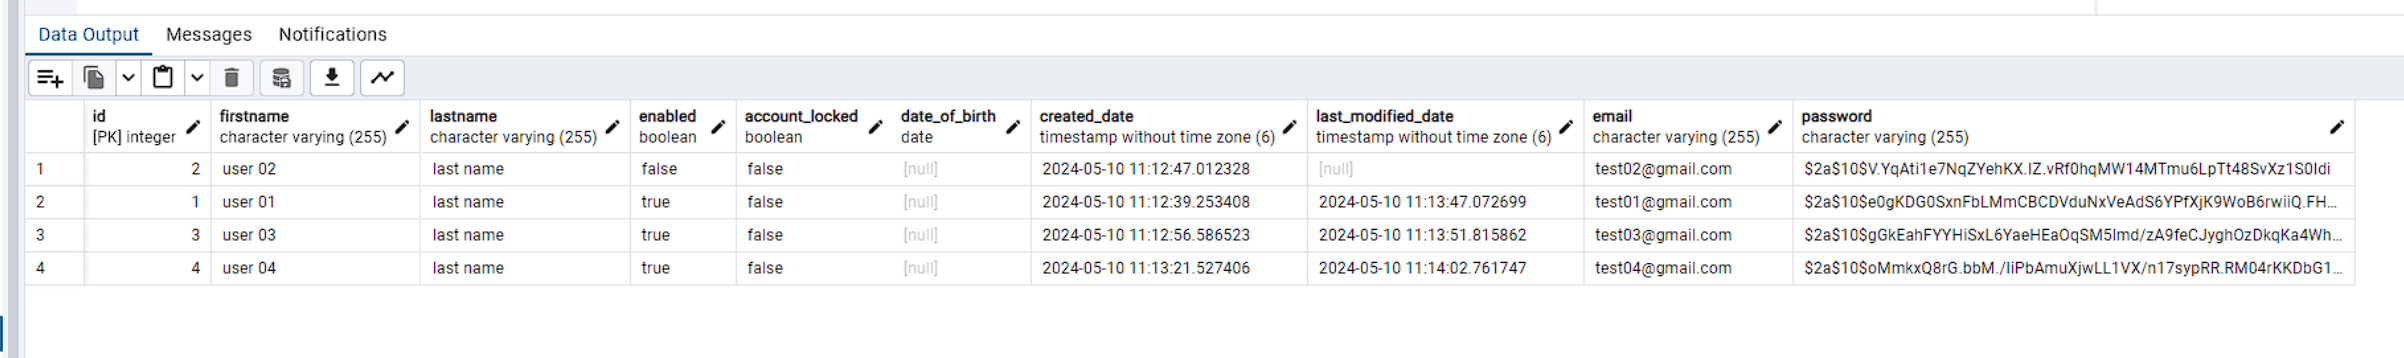 Data Output Messages Notifications
id firstname lastname enabled account_locked date_of_birth created_date last_modified_date email password
[PK] integer character varying (255) character varying (255) boolean boolean date timestamp without time zone (6) timestamp without time zone (6) character varying (255) character varying (255)
1 2 user 02 last name false false [null] 2024-05-10 11:12:47.012328 [null] test02@gmail.com $2a$10$V.YqAti1e7NqZYehKX.IZ.vRf0hqMW14MTmu6LpTt48SvXz1S0Idi
2 1 user 01 last name true false [null] 2024-05-10 11:12:39.253408 2024-05-10 11:13:47.072699 test01@gmail.com $2a$10$e0gKDG0SxnFbLMmCBCDVduNxVeAdS6YPfXjK9WoB6rwiiQ.FH...
3 3 user 03 last name true false [null] 2024-05-10 11:12:56.586523 2024-05-10 11:13:51.815862 test03@gmail.com $2a$10$gGkEahFYYHiSxL6YaeHEaOqSM5lmd/zA9feCJyghOzDkqKa4Wh...
4 4 user 04 last name true false [null] 2024-05-10 11:13:21.527406 2024-05-10 11:14:02.761747 test04@gmail.com $2a$10$oMmkxQ8rG.bbM./IiPbAmuXjwLL1VX/n17sypRR.RM04rKKDbG1...